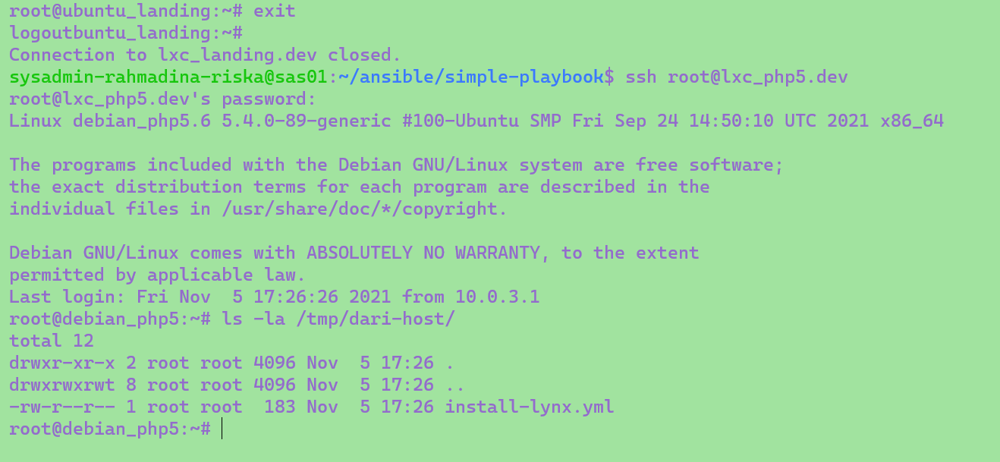 root@ubuntu_landing:~# exit
logoutbuntu_landing:~#
Connection to lxc_landing.dev closed.
sysadmin-rahmadina-riska@sas01:~/ansible/simple-playbook$ ssh root@lxc_php5.dev
root@lxc_php5.dev's password:
Linux debian_php5.6 5.4.0-89-generic #100-Ubuntu SMP Fri Sep 24 14:50:10 UTC 2021 x86_64

The programs included with the Debian GNU/Linux system are free software;
the exact distribution terms for each program are described in the
individual files in /usr/share/doc/*/copyright.

Debian GNU/Linux comes with ABSOLUTELY NO WARRANTY, to the extent
permitted by applicable law.
Last login: Fri Nov  5 17:26:26 2021 from 10.0.3.1
root@debian_php5:~# ls -la /tmp/dari-host/
total 12
drwxr-xr-x 2 root root 4096 Nov  5 17:26 .
drwxrwxrwt 8 root root 4096 Nov  5 17:26 ..
-rw-r--r-- 1 root root  183 Nov  5 17:26 install-lynx.yml
root@debian_php5:~#